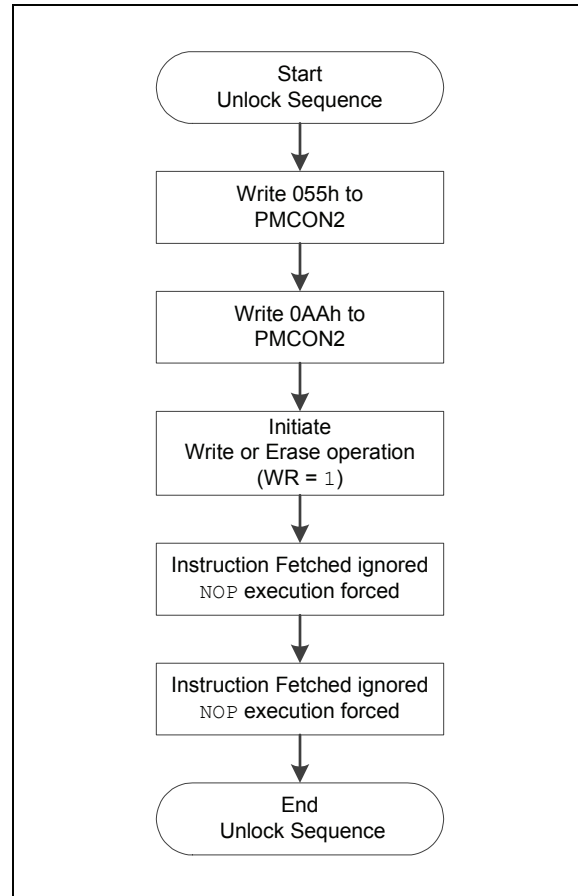 Start
Unlock Sequence
Write 055h to
PMCON2
Write 0AAh to
PMCON2
Initiate
Write or Erase operation
(WR = 1)
Instruction Fetched ignored
NOP execution forced
Instruction Fetched ignored
NOP execution forced
End
Unlock Sequence